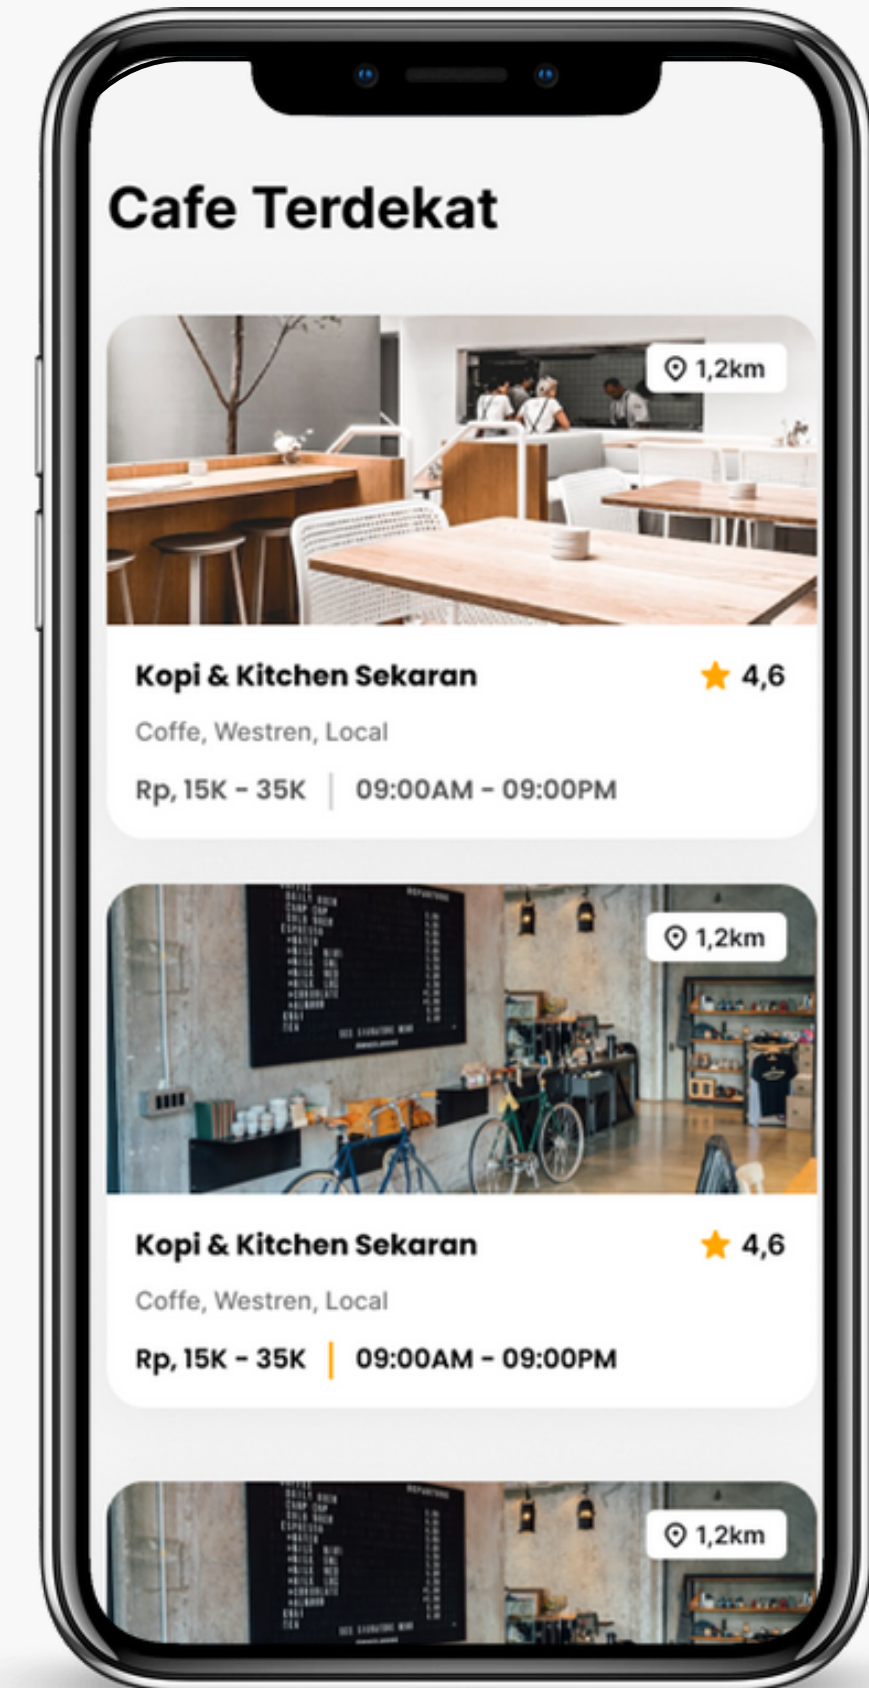 Cafe Terdekat
1,2km
Kopi & Kitchen Sekaran
4,6
Coffe, Westren, Local
Rp, 15K - 35K
09:00AM - 09:00PM
1,2km
Kopi & Kitchen Sekaran
4,6
Coffe, Westren, Local
Rp, 15K - 35K
09:00AM - 09:00PM
1,2km